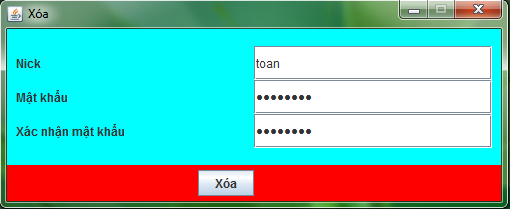 Xóa
Nick toan
Mật khẩu ●●●●●●●●
Xác nhận mật khẩu ●●●●●●●●
Xóa